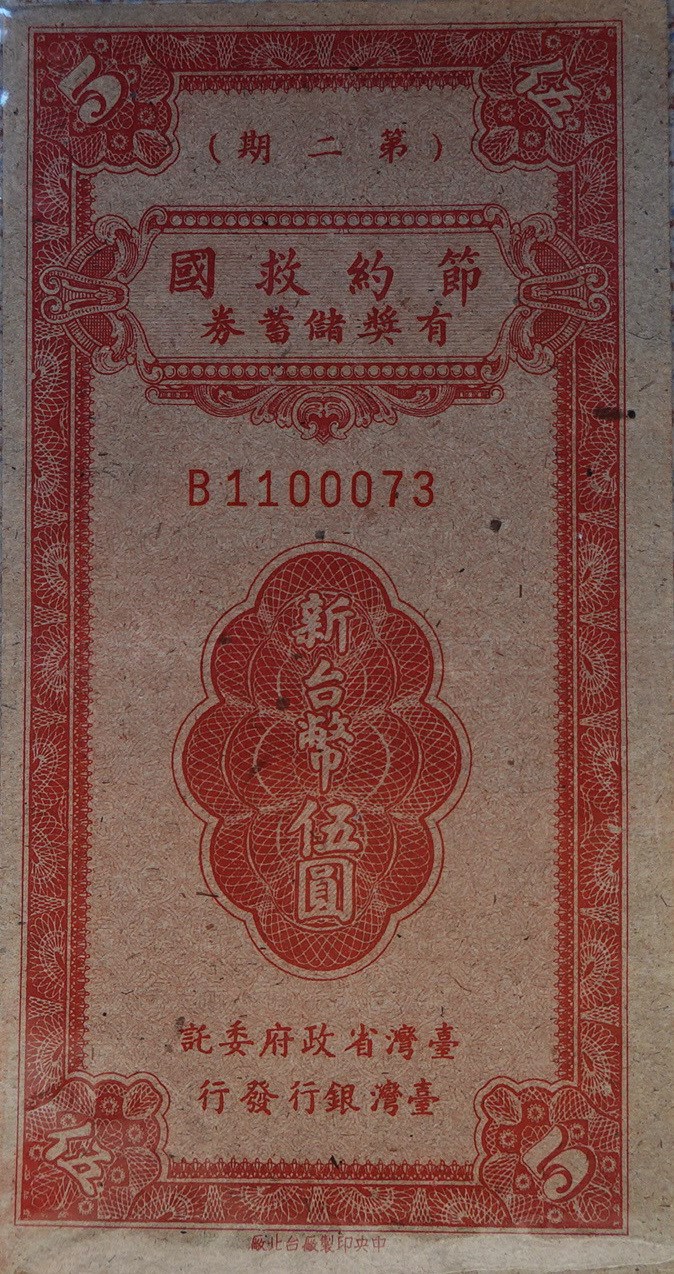 伍 5
(第二期)
節約救國
有獎儲蓄券
B1100073
新台幣伍圓
臺灣省政府委託
臺灣銀行發行
5 伍
中央印製廠台北廠